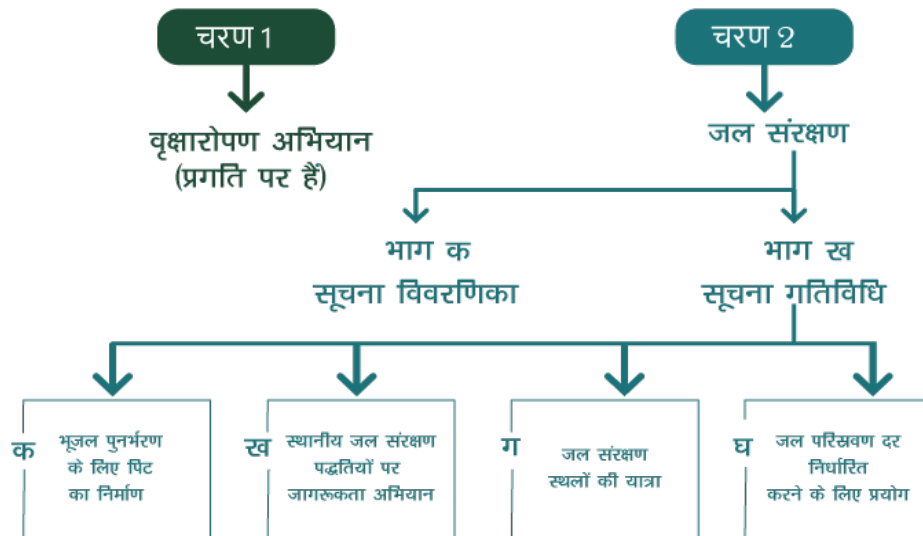 चरण 1
चरण 2
वृक्षारोपण अभियान
(प्रगति पर हैं)
जल संरक्षण
भाग क
सूचना विवरणिका
भाग ख
सूचना गतिविधि
क
भूजल पुनर्भरण
के लिए पिट
का निर्माण
ख
स्थानीय जल संरक्षण
पद्धतियों पर
जागरूकता अभियान
ग
जल संरक्षण
स्थलों की यात्रा
घ
जल परिस्रवण दर
निर्धारित
करने के लिए प्रयोग